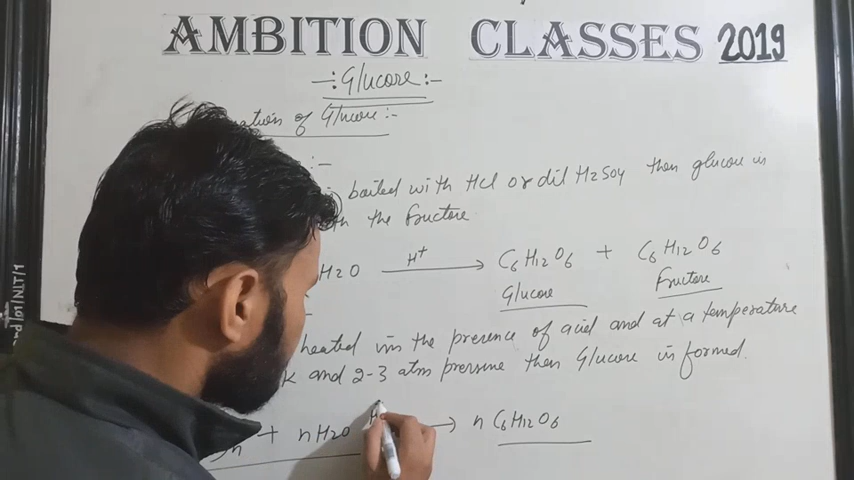 AMBITION CLASSES 2019
-: Glucose :-
ation of Glucose :-
:-
boiled with HCl or dil H2SO4 then glucose is
the fructose
H2O H+ → C6H12O6 + C6H12O6
Glucose Fructose
heated in the presence of acid and at a temperature
K and 2-3 atm pressure then Glucose is formed.
n + nH2O H → n C6H12O6